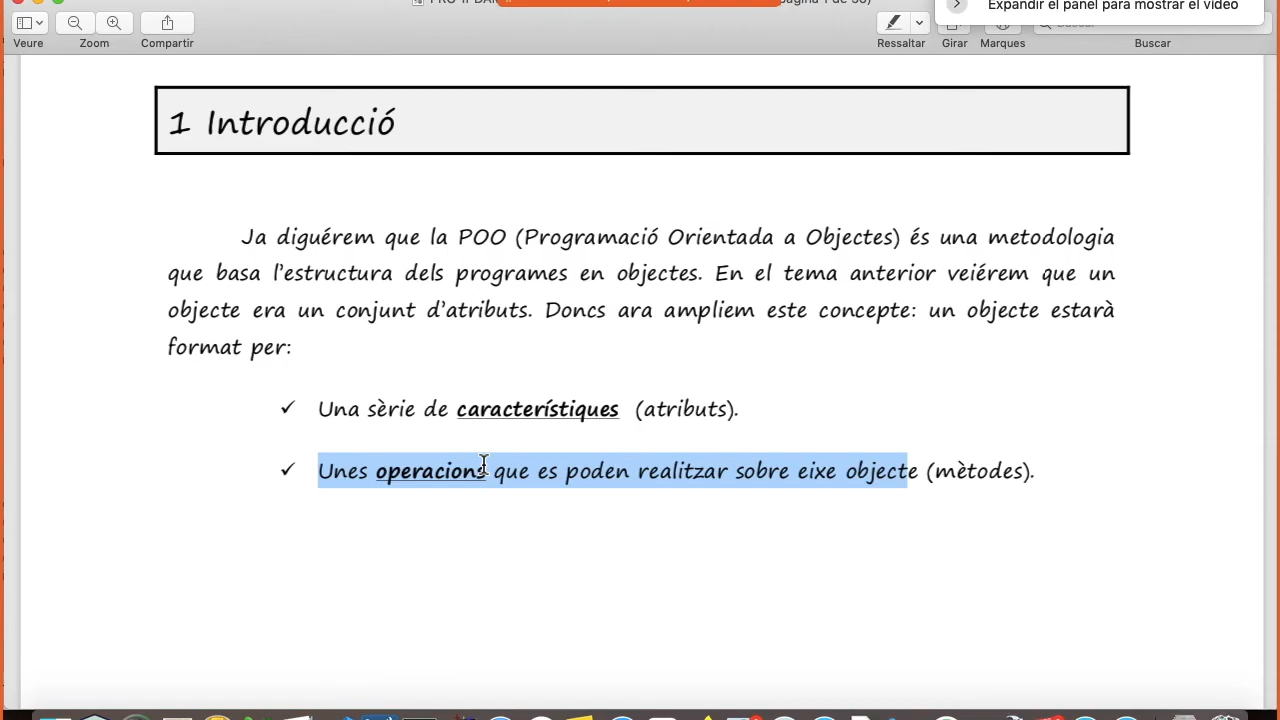 Expandir el panel para mostrar el vídeo
Veure
Zoom
Compartir
Ressaltar
Girar
Marques
Buscar
1 Introducció
Ja diguérem que la POO (Programació Orientada a Objectes) és una metodologia
que basa l'estructura dels programes en objectes. En el tema anterior veiérem que un
objecte era un conjunt d'atributs. Doncs ara ampliem este concepte: un objecte estarà
format per:
✓ Una sèrie de característiques (atributs).
✓ Unes operacions que es poden realitzar sobre eixe objecte (mètodes).